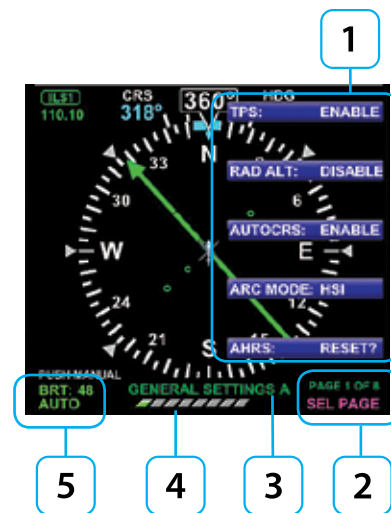 1
ILS1
110.10
CRS
318°
360°
HDG
TPS: ENABLE
33
N
30
RAD ALT: DISABLE
6
AUTOCRS: ENABLE
W
E
ARC MODE: HSI
24
12
21
S
AHRS: RESET?
PUSH MANUAL
BRT: 48
AUTO
GENERAL SETTINGS A
PAGE 1 OF 8
SEL PAGE
5
4
3
2